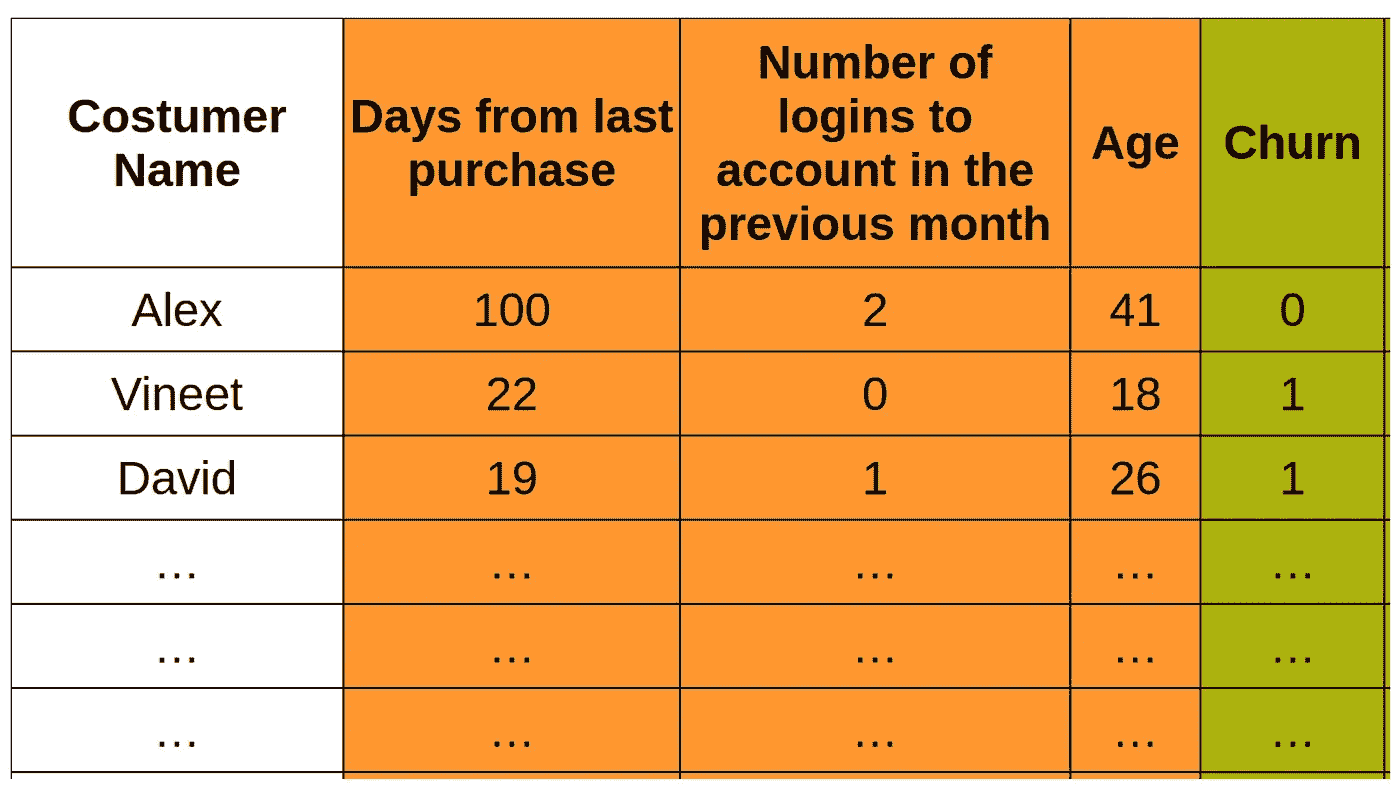 Costumer
Name
Days from last
purchase
Number of
logins to
account in the
previous month
Age
Churn
Alex 100 2 41 0
Vineet 22 0 18 1
David 19 1 26 1
… … … … …
… … … … …
… … … … …